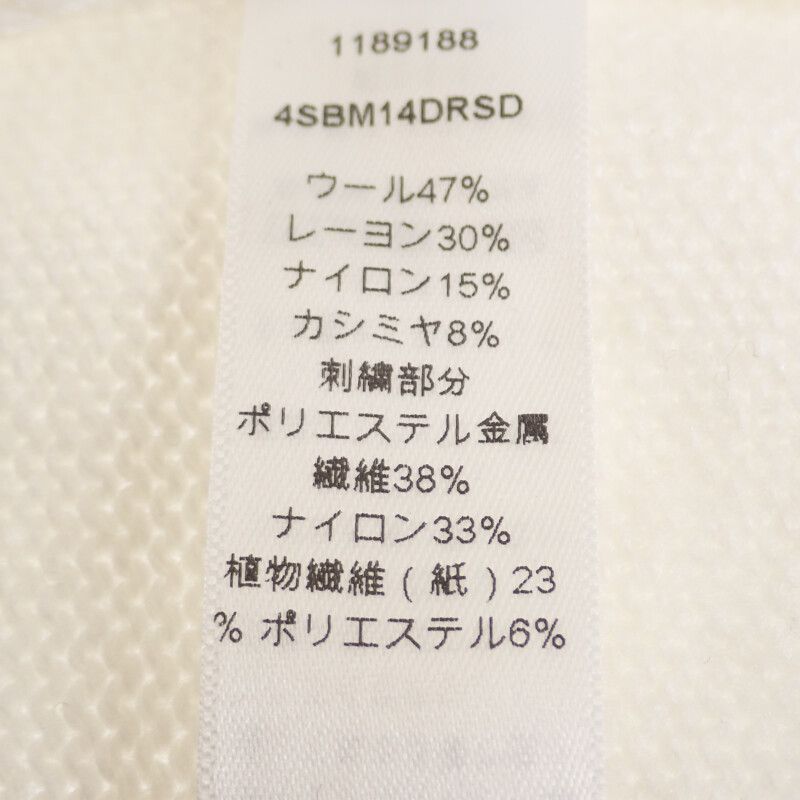 1189188
4SBM14DRSD
ウール47%
レーヨン30%
ナイロン15%
カシミヤ8%
刺繍部分
ポリエステル金属
繊維38%
ナイロン33%
植物繊維(紙)23
% ポリエステル6%